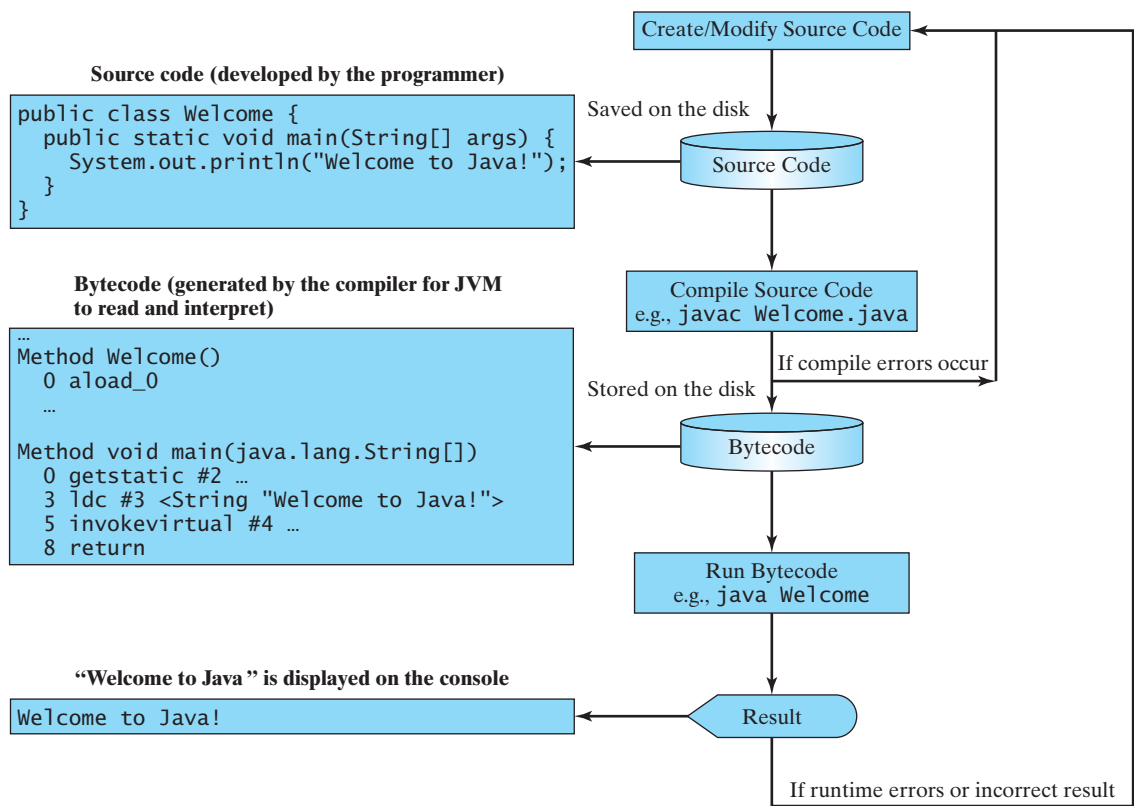 Create/Modify Source Code
Source code (developed by the programmer)
public class Welcome {
  public static void main(String[] args) {
    System.out.println("Welcome to Java!");
  }
}
Saved on the disk
Source Code
Bytecode (generated by the compiler for JVM
to read and interpret)
Compile Source Code
e.g., javac Welcome.java
…
Method Welcome()
  0 aload_0
  …
Method void main(java.lang.String[])
  0 getstatic #2 …
  3 ldc #3 <String "Welcome to Java!">
  5 invokevirtual #4 …
  8 return
If compile errors occur
Stored on the disk
Bytecode
Run Bytecode
e.g., java Welcome
“Welcome to Java” is displayed on the console
Welcome to Java!
Result
If runtime errors or incorrect result